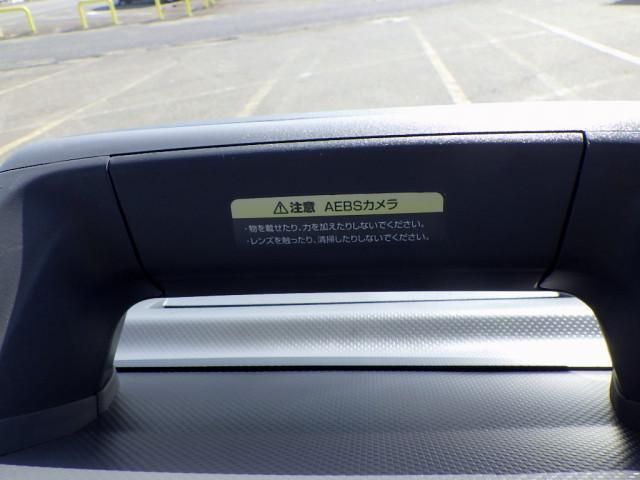 ⚠注意 AEBSカメラ
・物を載せたり、力を加えたりしないでください。
・レンズを触ったり、清掃したりしないでください。